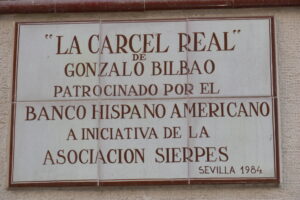 "LA CARCEL REAL"
DE
GONZALO BILBAO
PATROCINADO POR EL
BANCO HISPANO AMERICANO
A INICIATIVA DE LA
ASOCIACION SIERPES
SEVILLA 1984